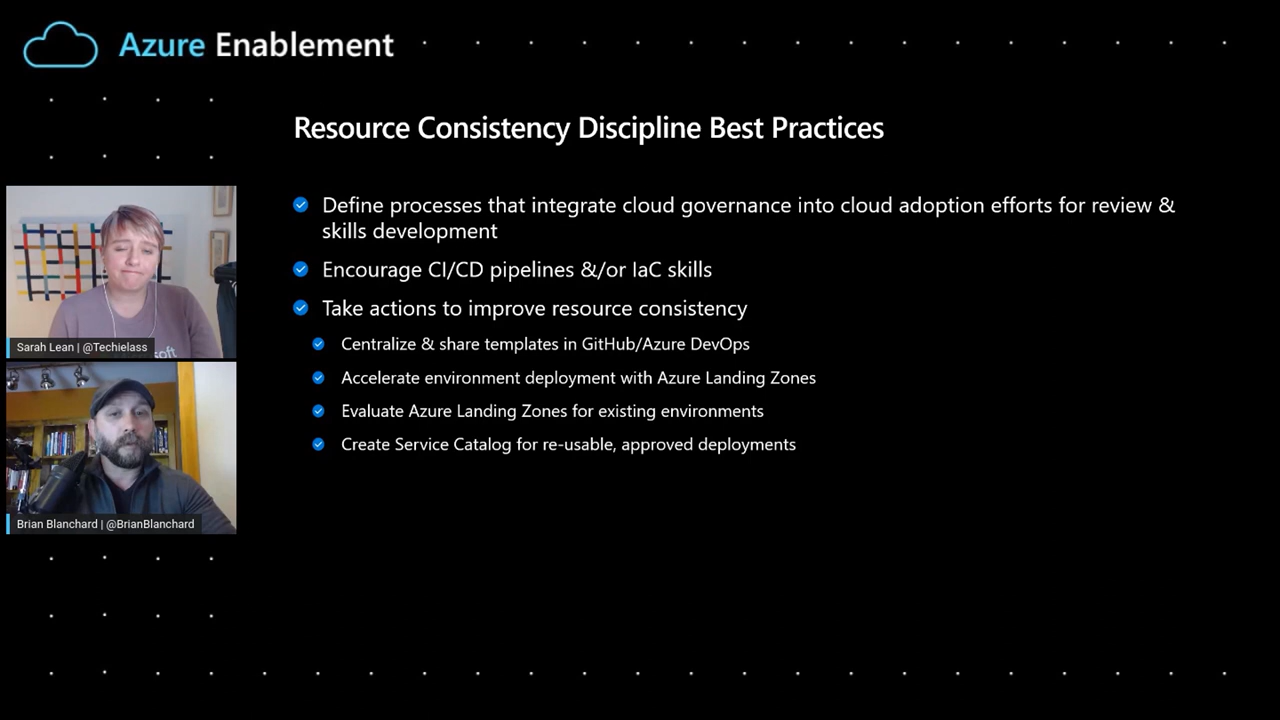 Azure Enablement
Resource Consistency Discipline Best Practices
Define processes that integrate cloud governance into cloud adoption efforts for review &
skills development
Encourage CI/CD pipelines &/or IaC skills
Take actions to improve resource consistency
Centralize & share templates in GitHub/Azure DevOps
Accelerate environment deployment with Azure Landing Zones
Evaluate Azure Landing Zones for existing environments
Create Service Catalog for re-usable, approved deployments
soft
Sarah Lean | @Techielass
Brian Blanchard | @BrianBlanchard